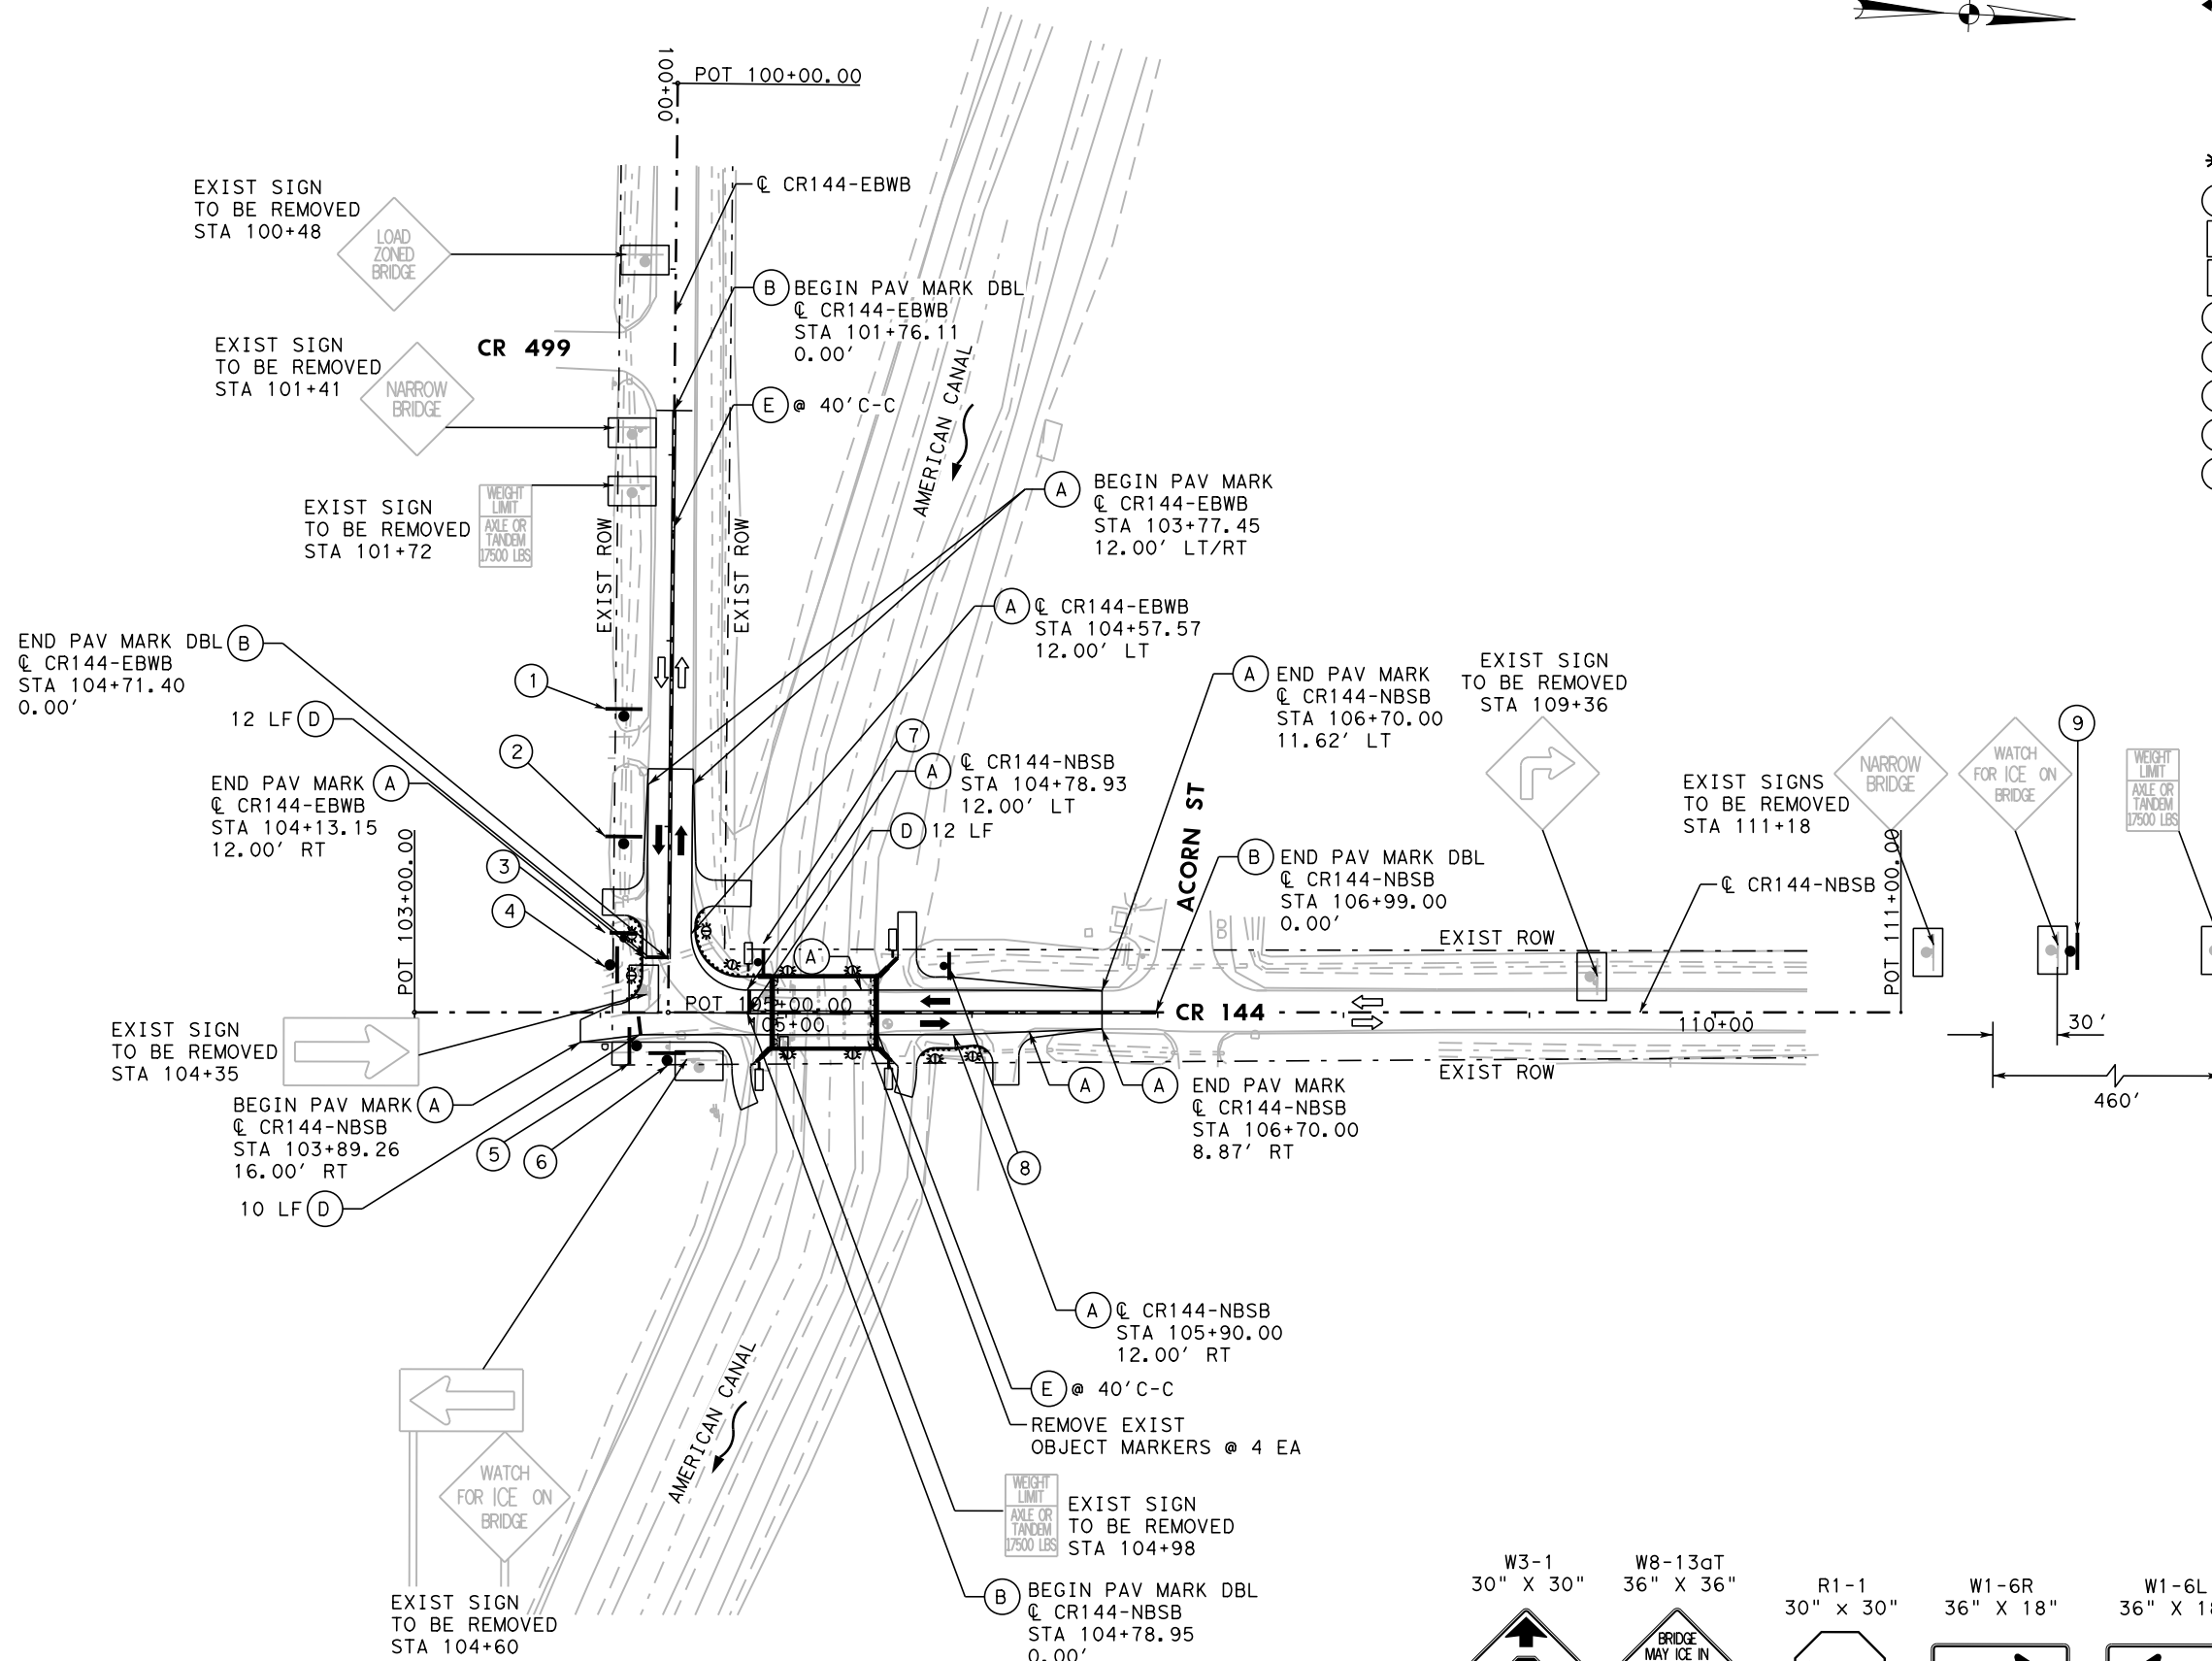 100+00
POT 100+00.00
℄ CR144-EBWB
EXIST SIGN
TO BE REMOVED
STA 100+48
LOAD
ZONED
BRIDGE
B
BEGIN PAV MARK DBL
℄ CR144-EBWB
STA 101+76.11
0.00'
CR 499
EXIST SIGN
TO BE REMOVED
STA 101+41
NARROW
BRIDGE
E @ 40'C-C
AMERICAN CANAL
EXIST SIGN
TO BE REMOVED
STA 101+72
WEIGHT
LIMIT
AXLE OR
TANDEM
17500 LBS
EXIST ROW
EXIST ROW
A
BEGIN PAV MARK
℄ CR144-EBWB
STA 103+77.45
12.00' LT/RT
A
℄ CR144-EBWB
STA 104+57.57
12.00' LT
END PAV MARK DBL B
℄ CR144-EBWB
STA 104+71.40
0.00'
12 LF D
1
2
END PAV MARK A
℄ CR144-EBWB
STA 104+13.15
12.00' RT
3
4
POT 103+00.00
7
A
℄ CR144-NBSB
STA 104+78.93
12.00' LT
D 12 LF
A
A
END PAV MARK
℄ CR144-NBSB
STA 106+70.00
11.62' LT
ACORN ST
B
END PAV MARK DBL
℄ CR144-NBSB
STA 106+99.00
0.00'
EXIST SIGN
TO BE REMOVED
STA 109+36
EXIST SIGNS
TO BE REMOVED
STA 111+18
NARROW
BRIDGE
WATCH
FOR ICE ON
BRIDGE
9
WEIGHT
LIMIT
AXLE OR
TANDEM
17500 LBS
℄ CR144-NBSB
POT 111+00.00
EXIST ROW
POT 105+00.00
05+00
CR 144
110+00
EXIST ROW
30'
460'
EXIST SIGN
TO BE REMOVED
STA 104+35
BEGIN PAV MARK A
℄ CR144-NBSB
STA 103+89.26
16.00' RT
10 LF D
5
6
8
A
A
END PAV MARK
℄ CR144-NBSB
STA 106+70.00
8.87' RT
A
℄ CR144-NBSB
STA 105+90.00
12.00' RT
E @ 40'C-C
REMOVE EXIST
OBJECT MARKERS @ 4 EA
AMERICAN CANAL
WATCH
FOR ICE ON
BRIDGE
EXIST SIGN
TO BE REMOVED
STA 104+60
WEIGHT
LIMIT
AXLE OR
TANDEM
17500 LBS
EXIST SIGN
TO BE REMOVED
STA 104+98
B
BEGIN PAV MARK DBL
℄ CR144-NBSB
STA 104+78.95
0.00'
W3-1
30" X 30"
W8-13aT
36" X 36"
BRIDGE
MAY ICE IN
R1-1
30" x 30"
W1-6R
36" X 18"
W1-6L
36" X